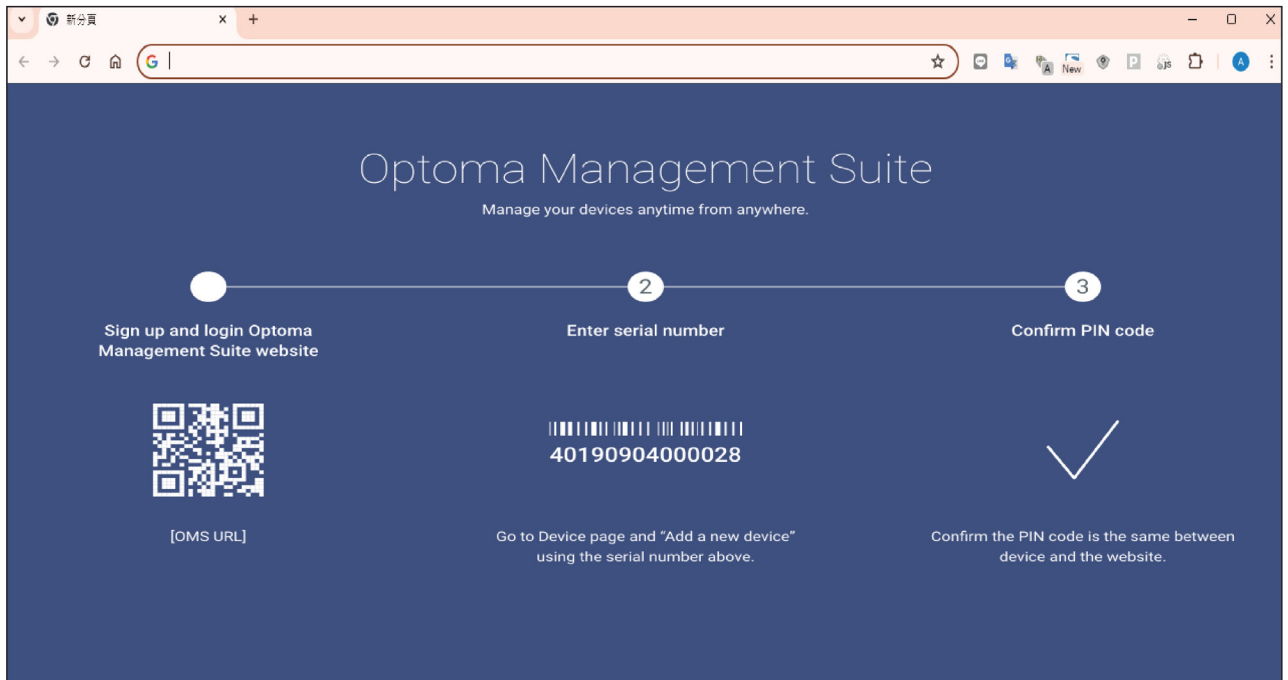 新分頁
G
A New P js A
Optoma Management Suite
Manage your devices anytime from anywhere.
2 3
Sign up and login Optoma
Management Suite website
Enter serial number
Confirm PIN code
40190904000028
[OMS URL]
Go to Device page and “Add a new device”
using the serial number above.
Confirm the PIN code is the same between
device and the website.